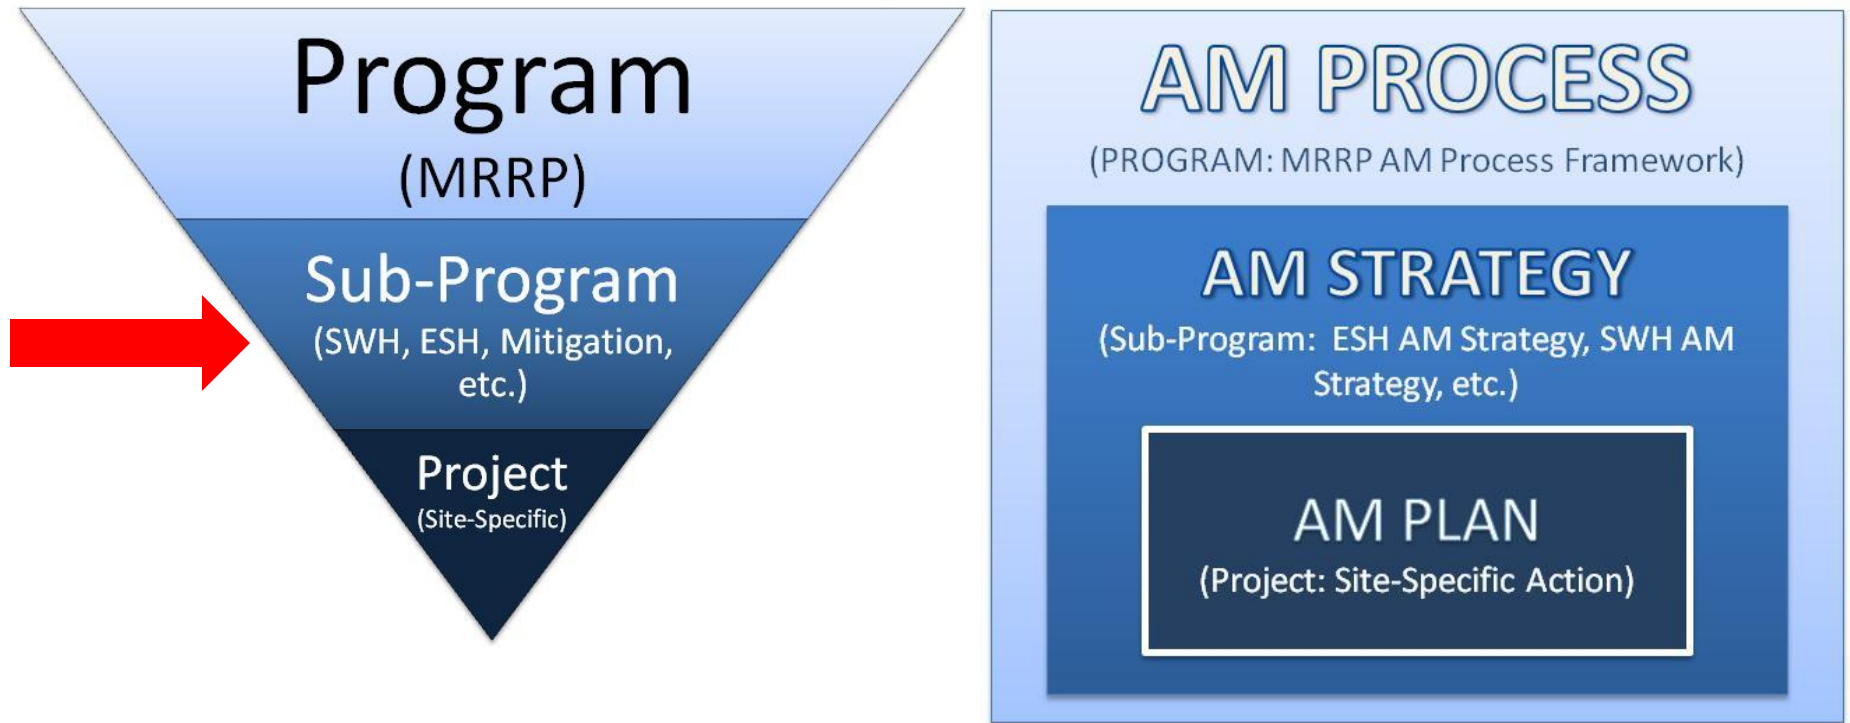 Program
(MRRP)
Sub-Program
(SWH, ESH, Mitigation,
etc.)
Project
(Site-Specific)
AM PROCESS
(PROGRAM: MRRP AM Process Framework)
AM STRATEGY
(Sub-Program: ESH AM Strategy, SWH AM
Strategy, etc.)
AM PLAN
(Project: Site-Specific Action)